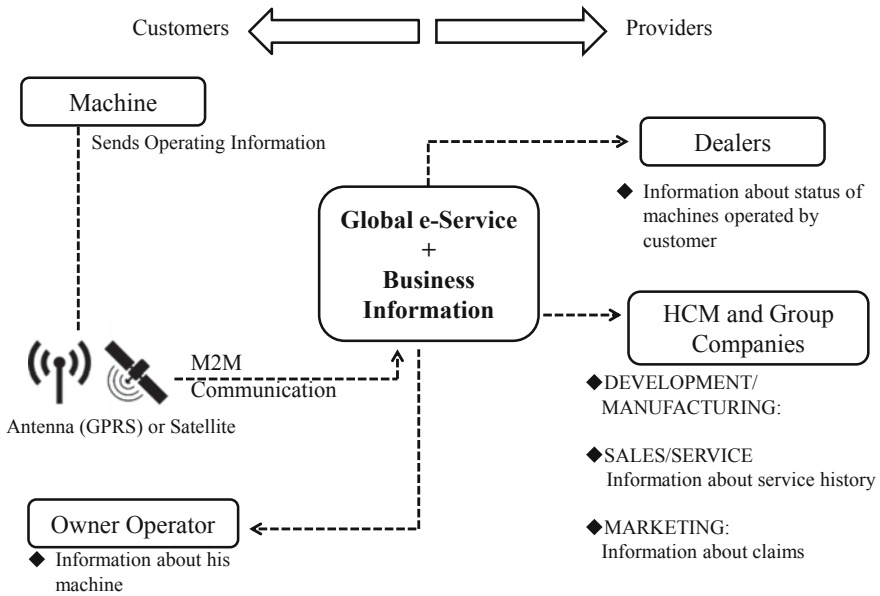 Customers
Providers
Machine
Sends Operating Information
Dealers
◆ Information about status of
machines operated by
customer
Global e-Service
+
Business
Information
HCM and Group
Companies
M2M
Communication
Antenna (GPRS) or Satellite
◆DEVELOPMENT/
MANUFACTURING:
◆SALES/SERVICE
Information about service history
◆MARKETING:
Information about claims
Owner Operator
◆ Information about his
machine